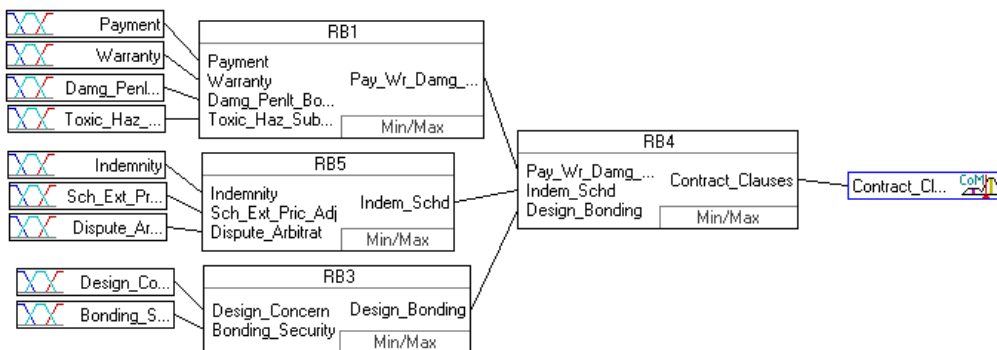 Payment
Warranty
Damg_Penl...
Toxic_Haz_...
RB1
Payment
Warranty
Damg_Penlt_Bo...
Toxic_Haz_Sub...
Pay_Wr_Damg_...
Min/Max
Indemnity
Sch_Ext_Pr...
Dispute_Ar...
RB5
Indemnity
Sch_Ext_Pric_Adj
Dispute_Arbitrat
Indem_Schd
Min/Max
Design_Co...
Bonding_S...
RB3
Design_Concern
Bonding_Security
Design_Bonding
Min/Max
RB4
Pay_Wr_Damg_...
Indem_Schd
Design_Bonding
Contract_Clauses
Min/Max
Contract_Cl...
CoM